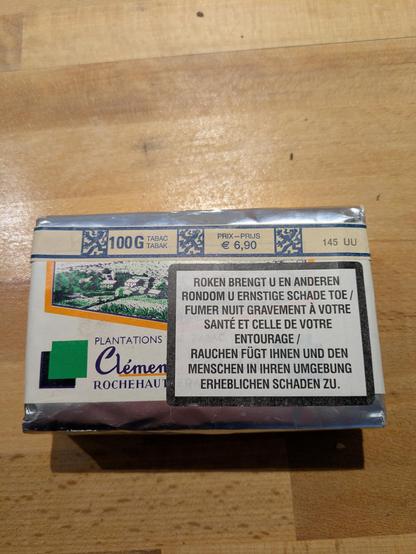 100G TABAC TABAK
PRIX–PRIJS
€ 6,90
145 UU
ROKEN BRENGT U EN ANDEREN
RONDOM U ERNSTIGE SCHADE TOE /
FUMER NUIT GRAVEMENT À VOTRE
SANTÉ ET CELLE DE VOTRE
ENTOURAGE /
RAUCHEN FÜGT IHNEN UND DEN
MENSCHEN IN IHREN UMGEBUNG
ERHEBLICHEN SCHADEN ZU.
PLANTATIONS
Clémen
ROCHEHAUT